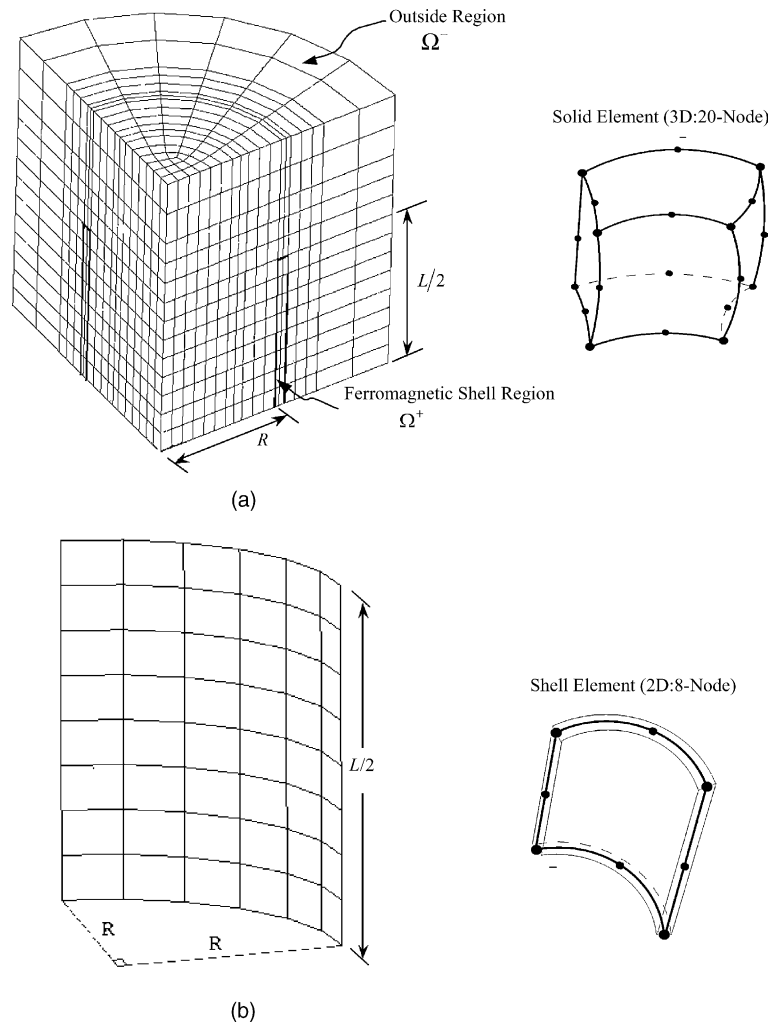 Outside Region
Ω⁻
Solid Element (3D:20-Node)
L/2
Ferromagnetic Shell Region
Ω⁺
R
(a)
Shell Element (2D:8-Node)
L/2
R
R
(b)